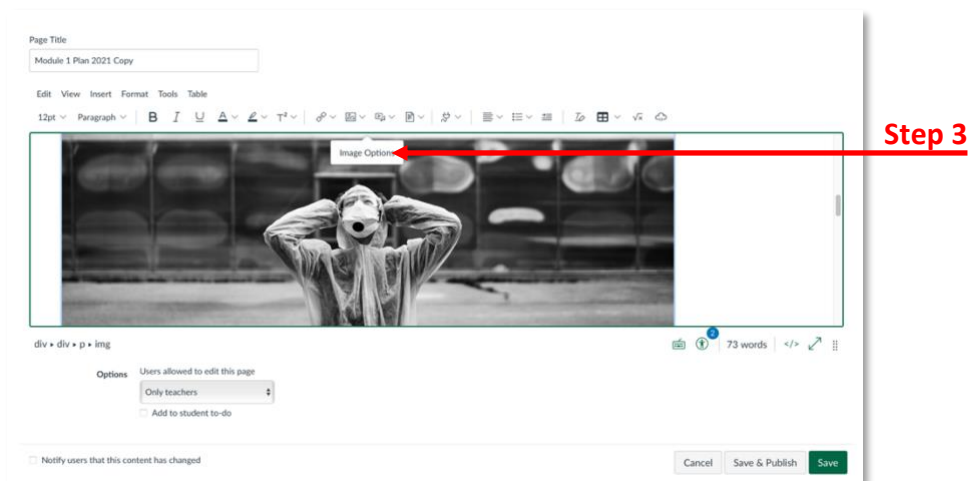 Page Title
Module 1 Plan 2021 Copy
Edit View Insert Format Tools Table
12pt Paragraph B I U A T²
Image Options
Step 3
div ▸ div ▸ p ▸ img
2
73 words </>
Options Users allowed to edit this page
Only teachers
Add to student to-do
Notify users that this content has changed
Cancel Save & Publish Save